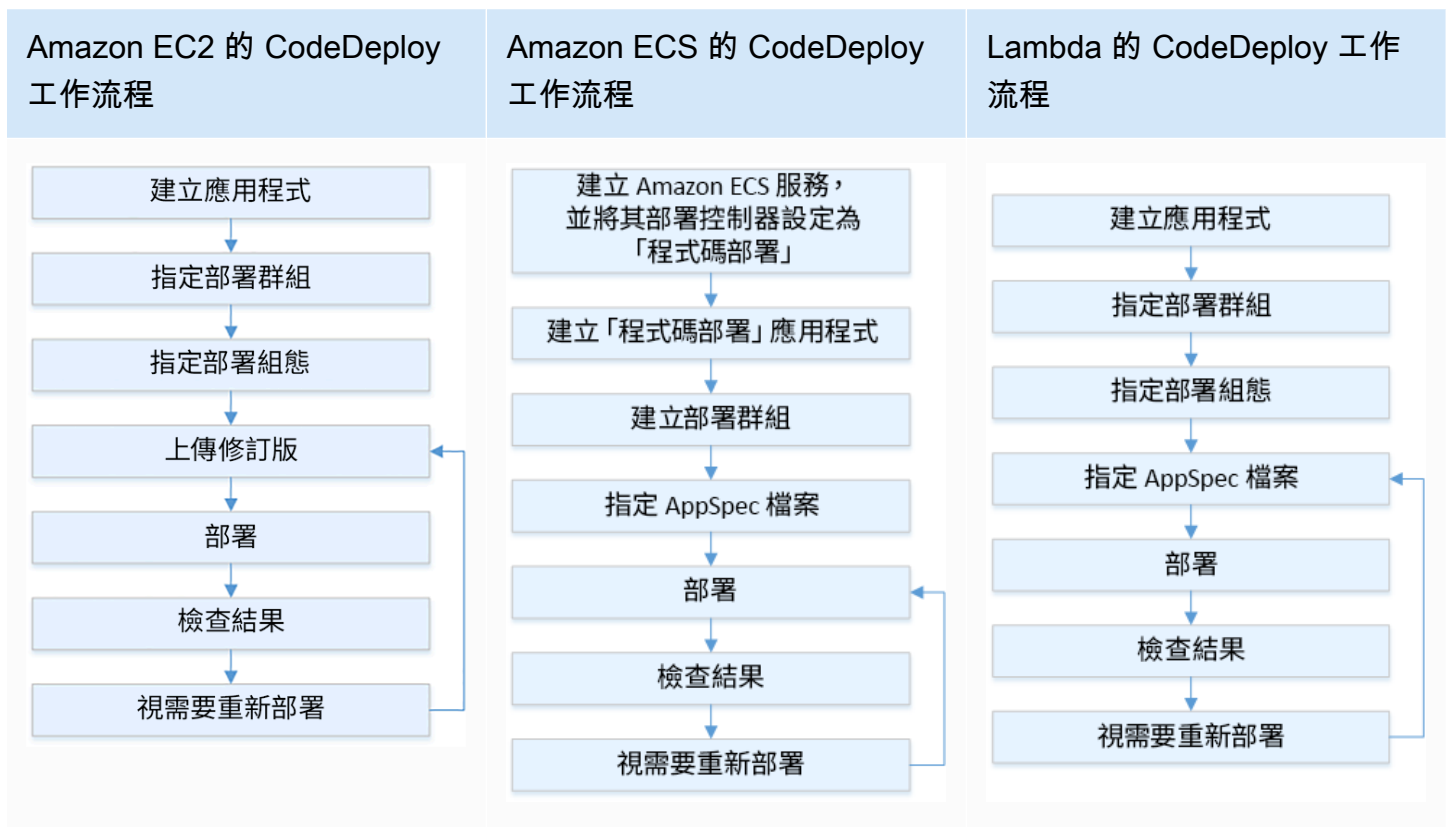 Amazon EC2 的 CodeDeploy
工作流程
Amazon ECS 的 CodeDeploy
工作流程
Lambda 的 CodeDeploy 工作
流程
建立應用程式
指定部署群組
指定部署組態
上傳修訂版
部署
檢查結果
視需要重新部署
建立 Amazon ECS 服務，
並將其部署控制器設定為
「程式碼部署」
建立「程式碼部署」應用程式
建立部署群組
指定 AppSpec 檔案
部署
檢查結果
視需要重新部署
建立應用程式
指定部署群組
指定部署組態
指定 AppSpec 檔案
部署
檢查結果
視需要重新部署